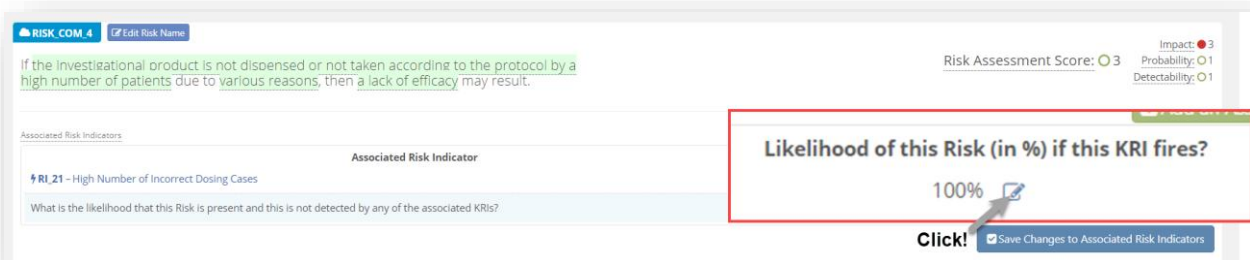 RISK_COM_4 Edit Risk Name
Impact: 3
If the investigational product is not dispensed or not taken according to the protocol by a
Risk Assessment Score: 3 Probability: 1
high number of patients due to various reasons, then a lack of efficacy may result.
Detectability: 1
Associated Risk Indicators
Associated Risk Indicator
Likelihood of this Risk (in %) if this KRI fires?
RI_21 – High Number of Incorrect Dosing Cases
100%
What is the likelihood that this Risk is present and this is not detected by any of the associated KRIs?
Click! Save Changes to Associated Risk Indicators